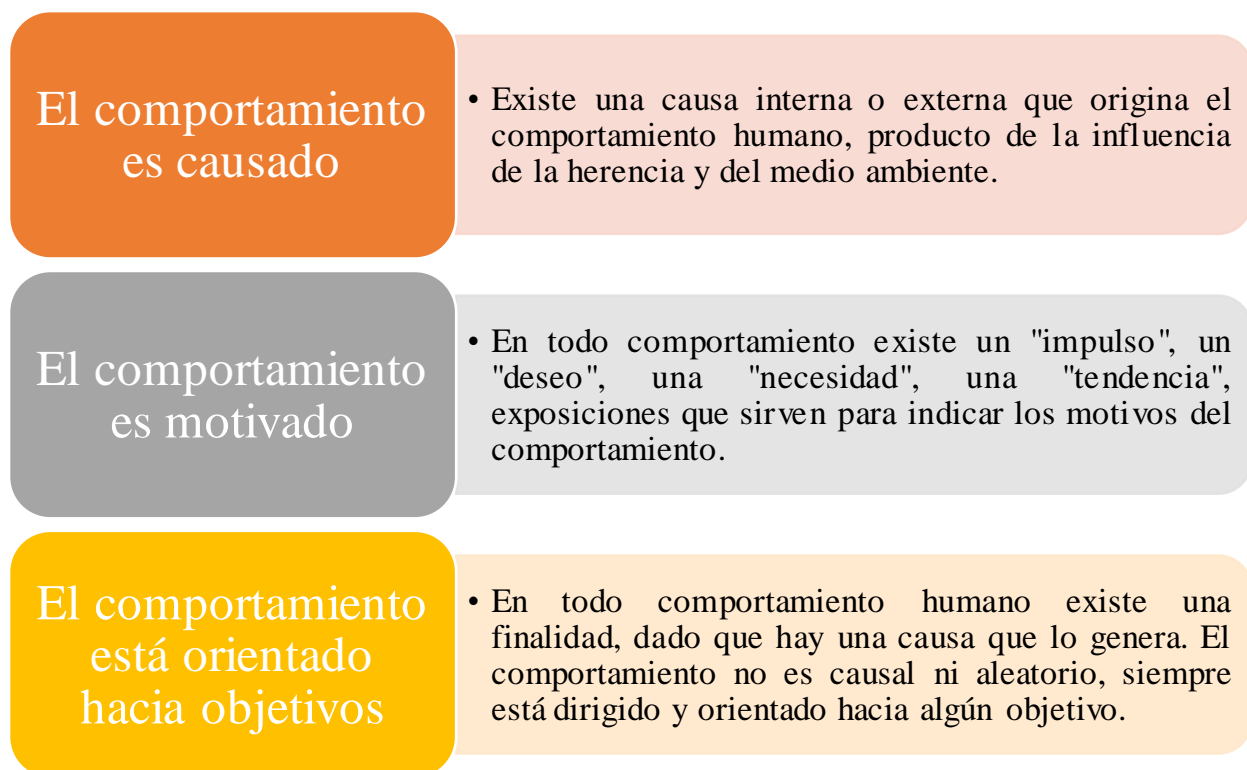 El comportamiento
es causado
• Existe una causa interna o externa que origina el
comportamiento humano, producto de la influencia
de la herencia y del medio ambiente.
El comportamiento
es motivado
• En todo comportamiento existe un "impulso", un
"deseo", una "necesidad", una "tendencia",
exposiciones que sirven para indicar los motivos del
comportamiento.
El comportamiento
está orientado
hacia objetivos
• En todo comportamiento humano existe una
finalidad, dado que hay una causa que lo genera. El
comportamiento no es causal ni aleatorio, siempre
está dirigido y orientado hacia algún objetivo.